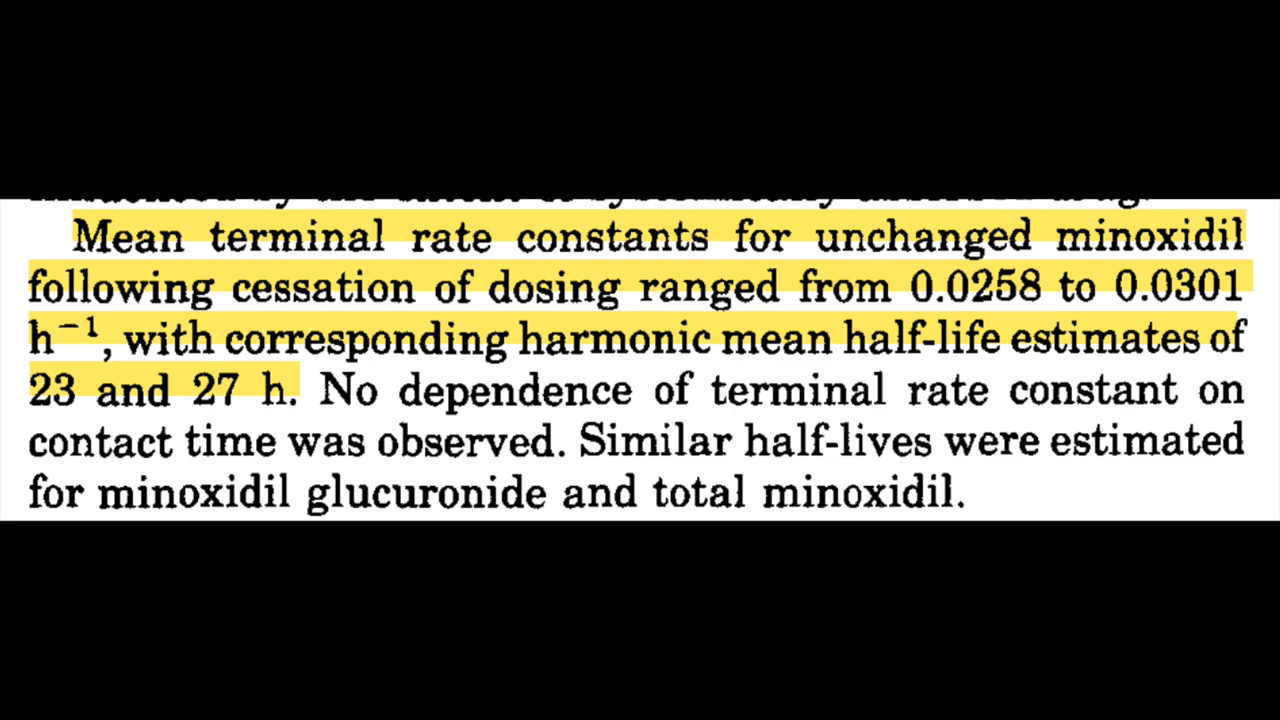 Mean terminal rate constants for unchanged minoxidil
following cessation of dosing ranged from 0.0258 to 0.0301
h⁻¹, with corresponding harmonic mean half-life estimates of
23 and 27 h. No dependence of terminal rate constant on
contact time was observed. Similar half-lives were estimated
for minoxidil glucuronide and total minoxidil.